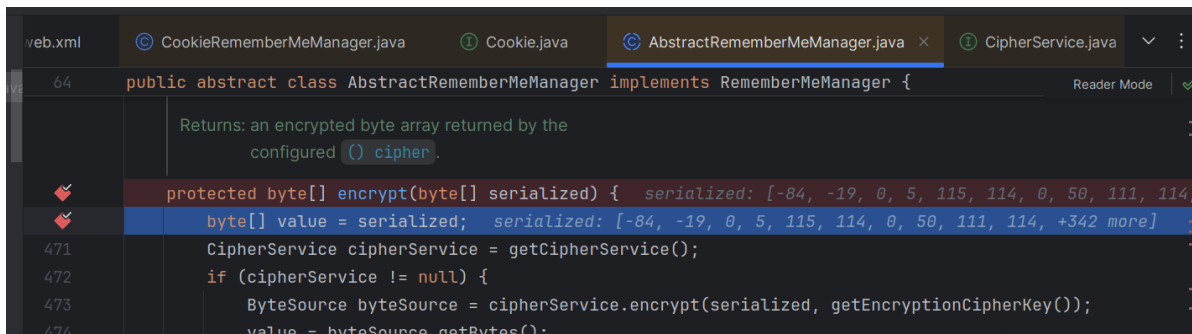 web.xml CookieRememberMeManager.java Cookie.java AbstractRememberMeManager.java × CipherService.java
64 public abstract class AbstractRememberMeManager implements RememberMeManager { Reader Mode
Returns: an encrypted byte array returned by the
configured () cipher.
protected byte[] encrypt(byte[] serialized) { serialized: [-84, -19, 0, 5, 115, 114, 0, 50, 111, 114,
byte[] value = serialized; serialized: [-84, -19, 0, 5, 115, 114, 0, 50, 111, 114, +342 more]
471 CipherService cipherService = getCipherService();
472 if (cipherService != null) {
473 ByteSource byteSource = cipherService.encrypt(serialized, getEncryptionCipherKey());
474 value = byteSource.getBytes();